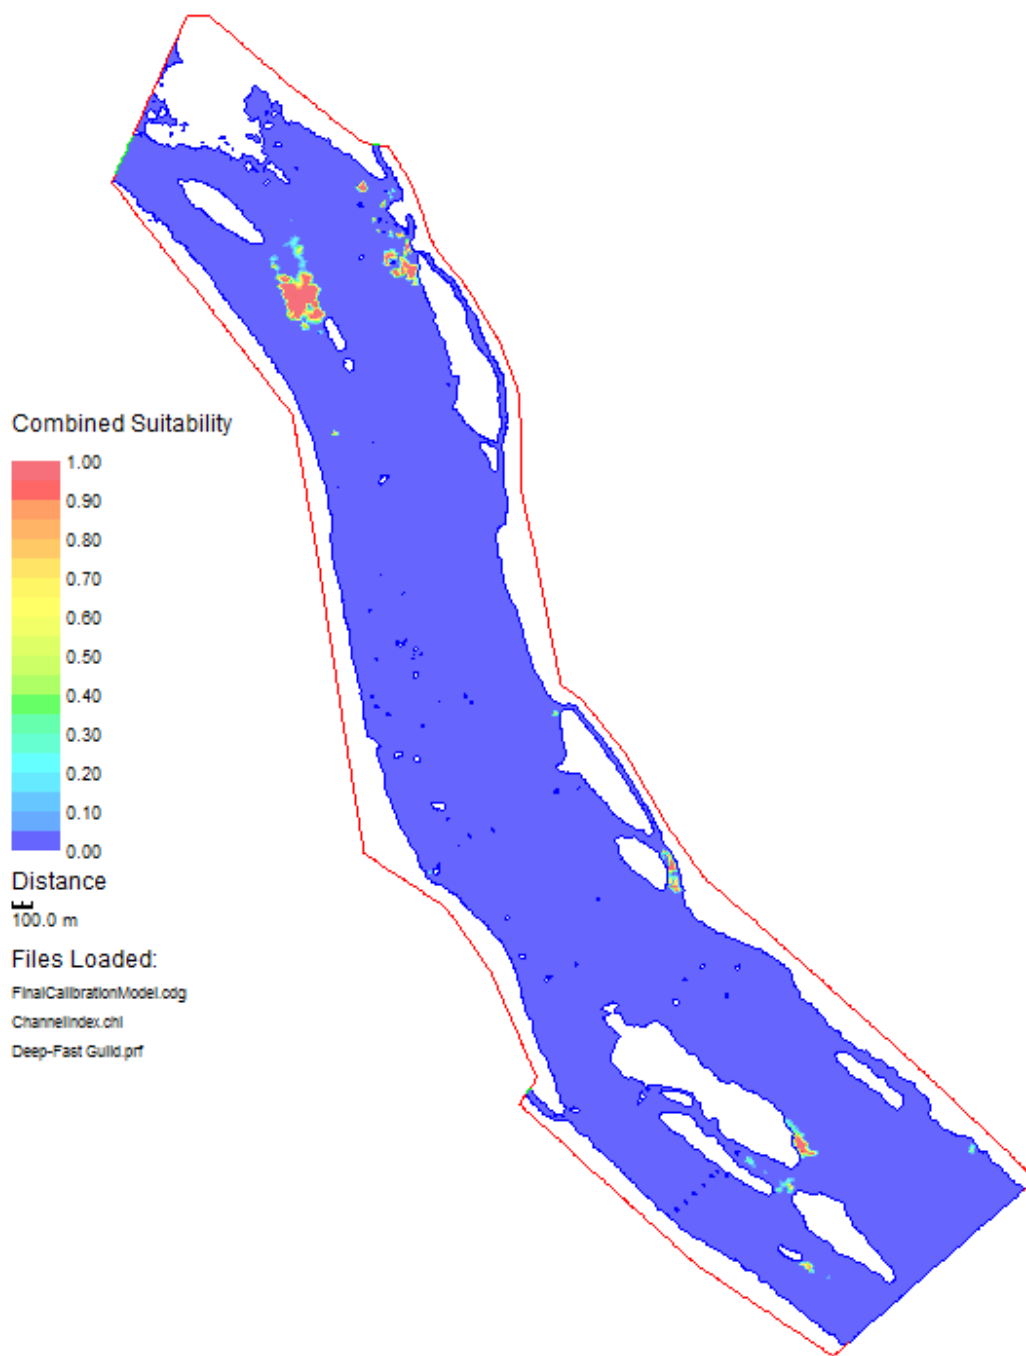 Combined Suitability
1.00
0.90
0.80
0.70
0.60
0.50
0.40
0.30
0.20
0.10
0.00
Distance
100.0 m
Files Loaded:
FinalCalibrationModel.cdg
ChannelIndex.chi
Deep-Fast Guild.prf